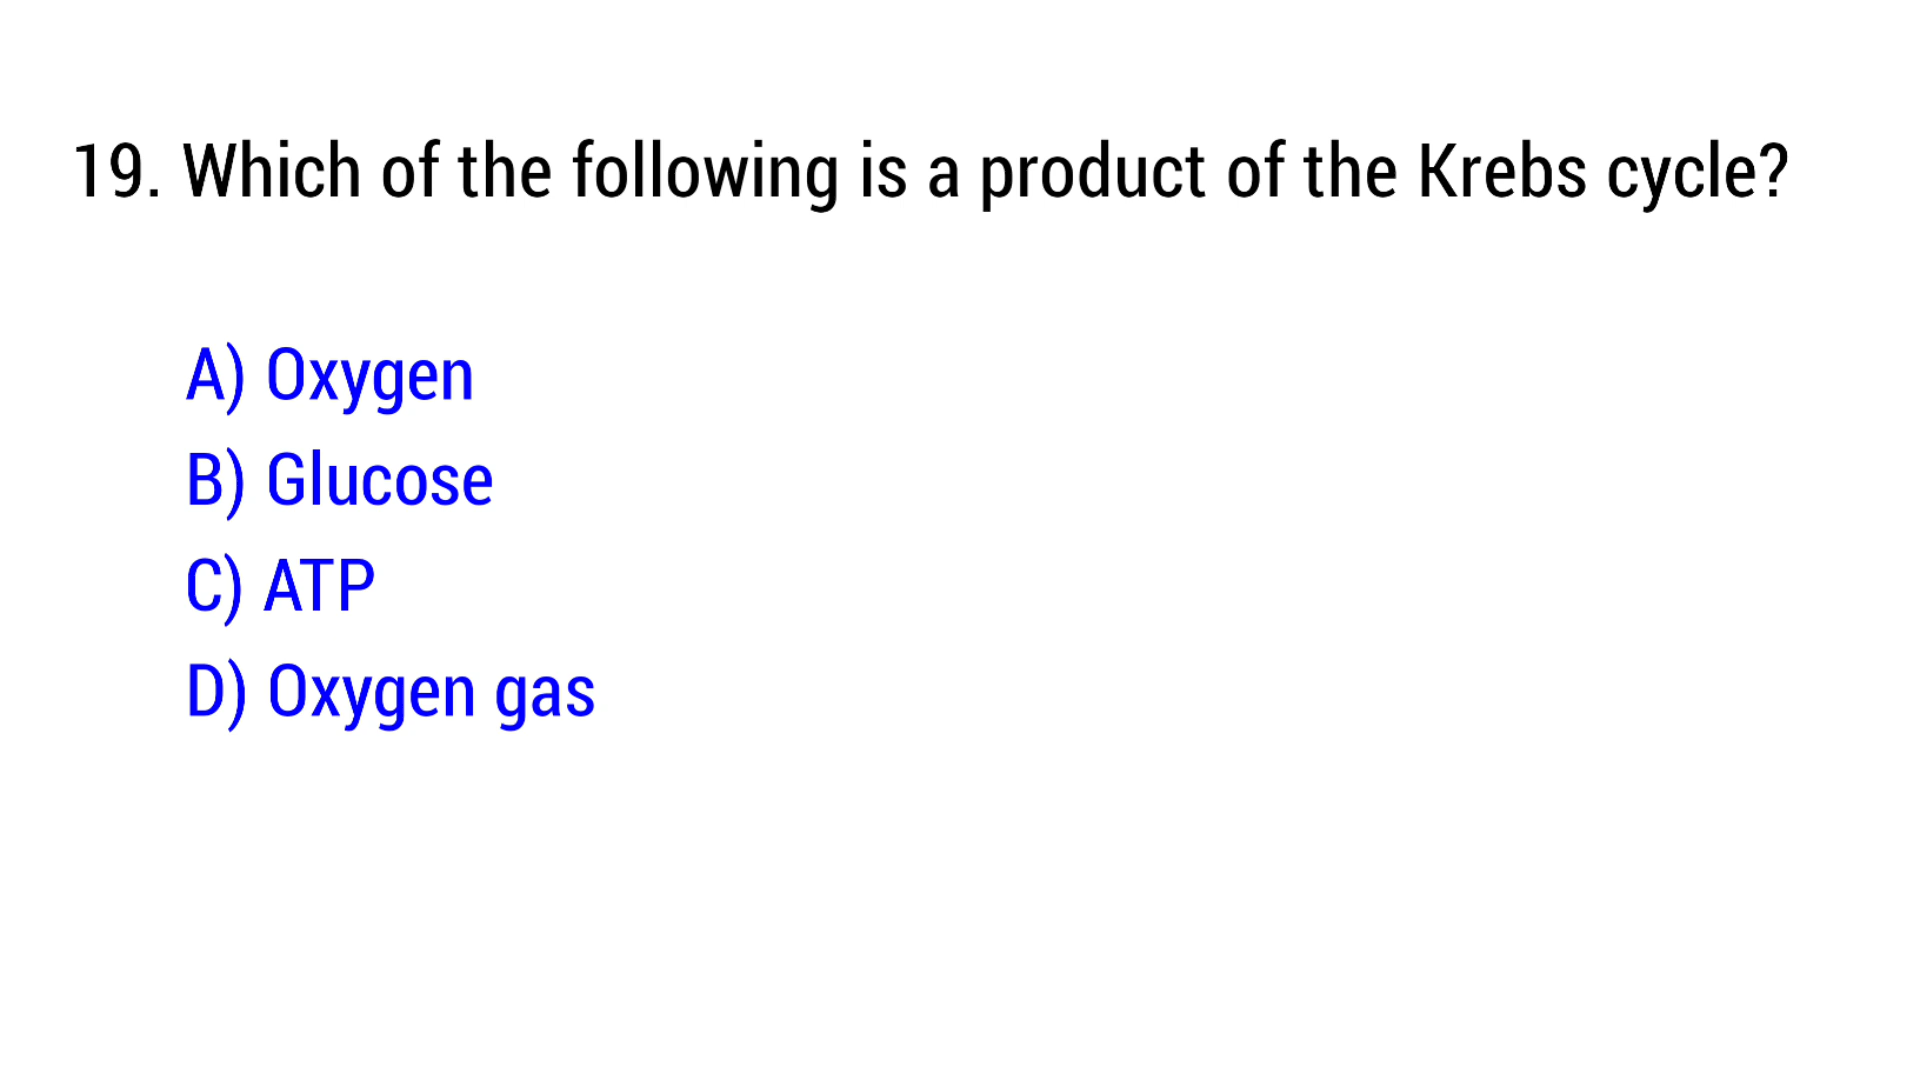 19. Which of the following is a product of the Krebs cycle?
A) Oxygen
B) Glucose
C) ATP
D) Oxygen gas